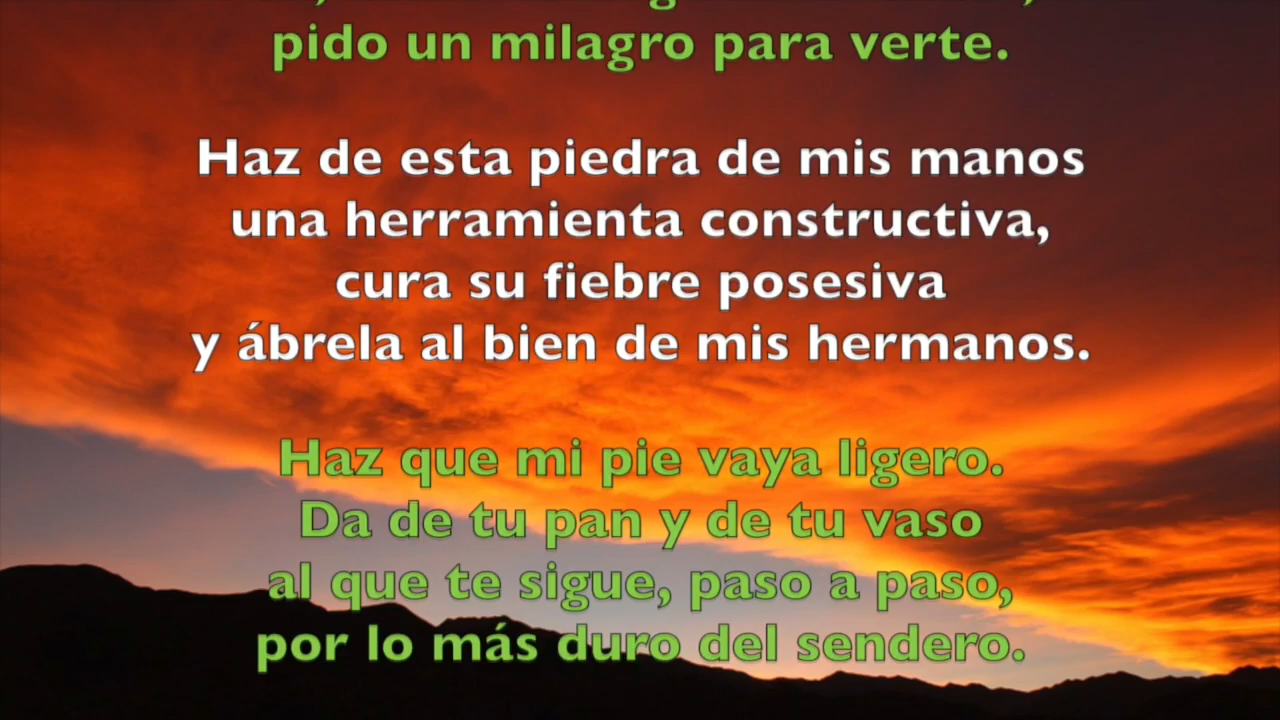 pido un milagro para verte.
Haz de esta piedra de mis manos
una herramienta constructiva,
cura su fiebre posesiva
y ábrela al bien de mis hermanos.
Haz que mi pie vaya ligero.
Da de tu pan y de tu vaso
al que te sigue, paso a paso,
por lo más duro del sendero.